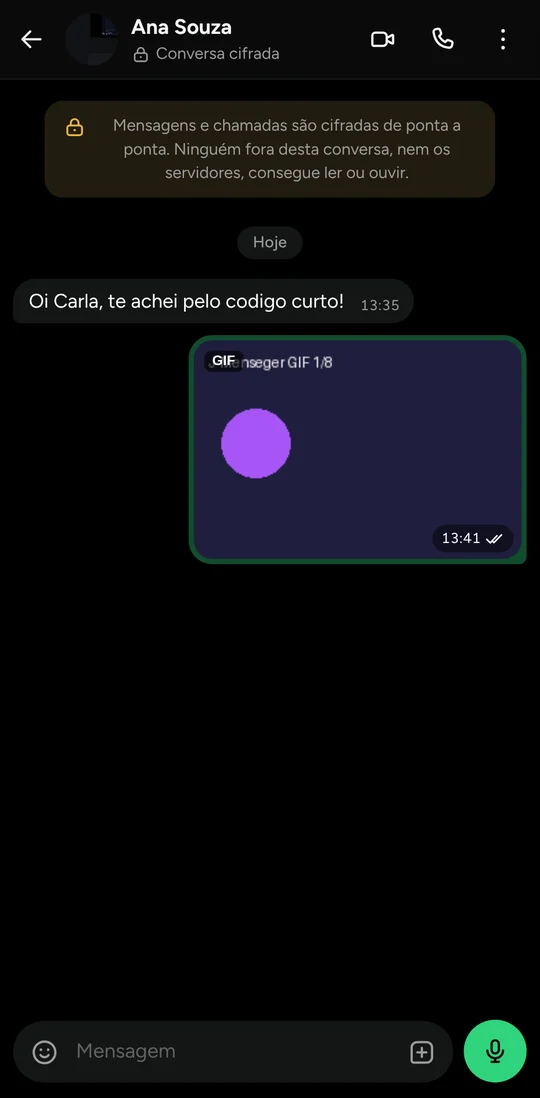 Ana Souza
Conversa cifrada
Mensagens e chamadas são cifradas de ponta a
ponta. Ninguém fora desta conversa, nem os
servidores, consegue ler ou ouvir.
Hoje
Oi Carla, te achei pelo codigo curto! 13:35
GIF
GIF 1/8
13:41
Mensagem